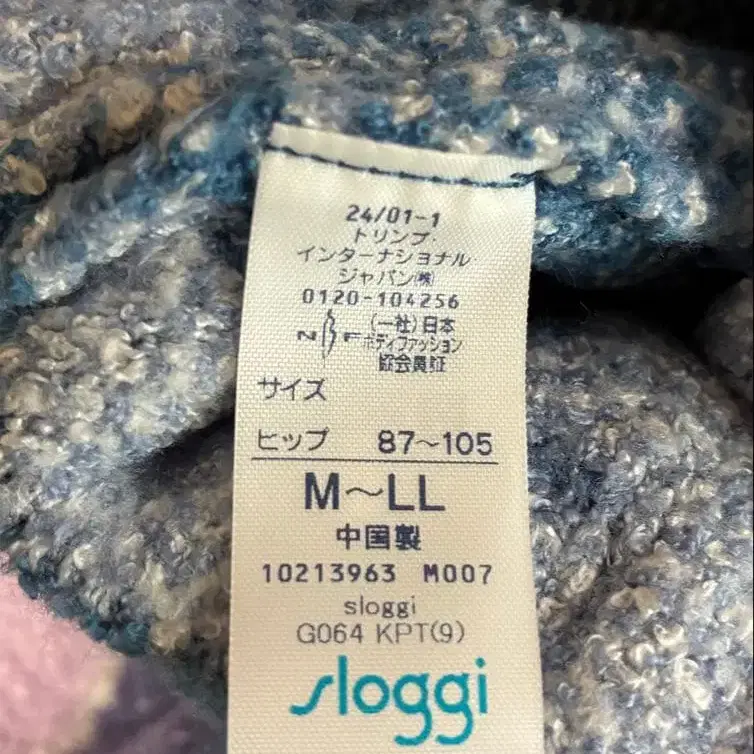 24/01-1
トリンプ・
インターナショナル
ジャパン㈱
0120-104256
NBF (一社)日本
ボディファッション
協会員証
サイズ
ヒップ 87〜105
M〜LL
中国製
10213963 M007
sloggi
G064 KPT(9)
sloggi